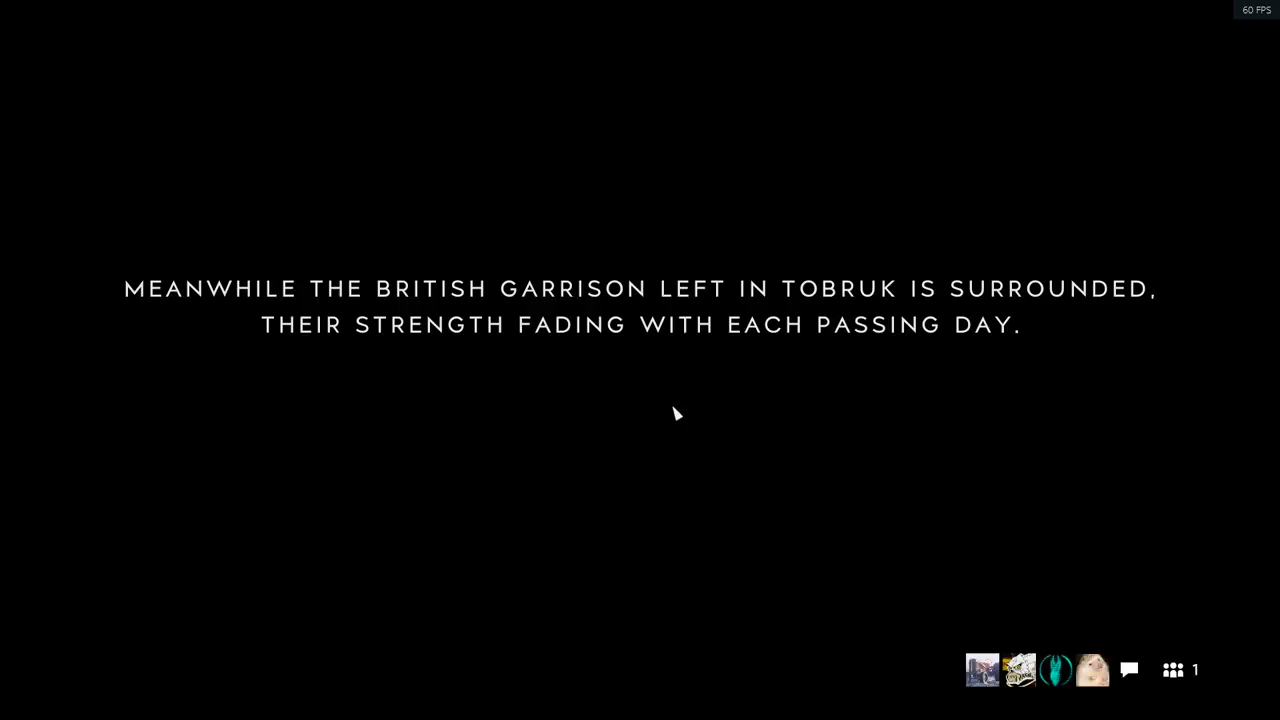 60 FPS
MEANWHILE THE BRITISH GARRISON LEFT IN TOBRUK IS SURROUNDED,
THEIR STRENGTH FADING WITH EACH PASSING DAY.
1